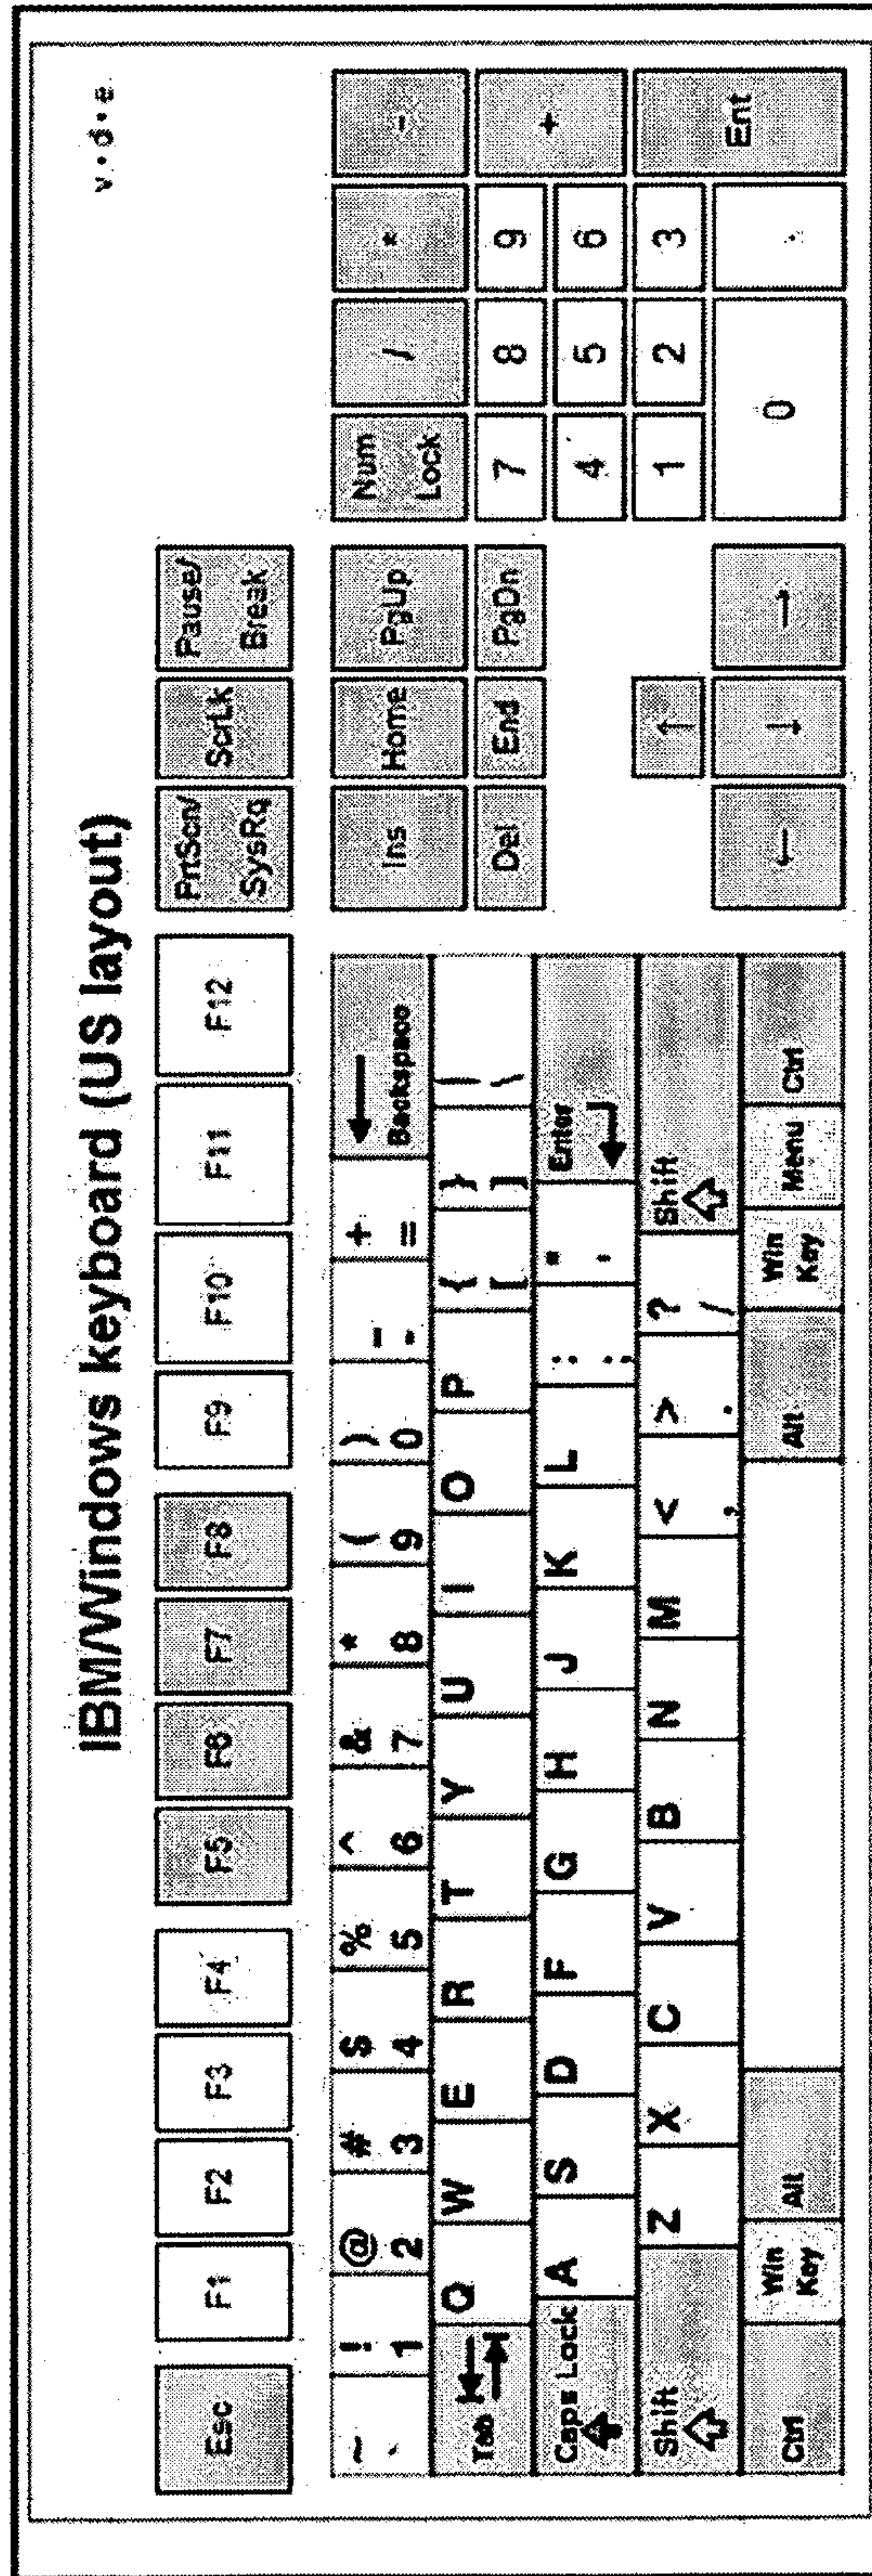 IBM/Windows keyboard (US layout)
v·d·e
Esc F1 F2 F3 F4 F5 F6 F7 F8 F9 F10 F11 F12 PrtScn/ SysRq ScrLk Pause/ Break
~ ` ! 1 @ 2 # 3 $ 4 % 5 ^ 6 & 7 * 8 ( 9 ) 0 _ - + = ← Backspace Ins Home PgUp Num Lock / * -
Tab Q W E R T Y U I O P { [ } ] | \ Del End PgDn 7 8 9 +
Caps Lock A S D F G H J K L : ; " ' Enter 4 5 6
Shift Z X C V B N M < , > . ? / Shift ↑ 1 2 3 Ent
Ctrl Win Key Alt Alt Win Key Menu Ctrl ← ↓ → 0 .